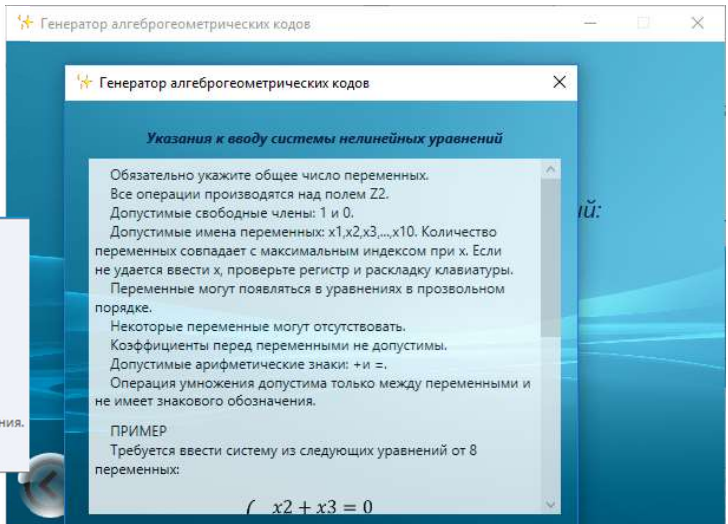 Генератор алгеброгеометрических кодов
Генератор алгеброгеометрических кодов
Указания к вводу системы нелинейных уравнений
Обязательно укажите общее число переменных.
Все операции производятся над полем Z2.
Допустимые свободные члены: 1 и 0.
Допустимые имена переменных: x1,x2,x3,...,x10. Количество
переменных совпадает с максимальным индексом при x. Если
не удается ввести x, проверьте регистр и раскладку клавиатуры.
Переменные могут появляться в уравнениях в прозвольном
порядке.
Некоторые переменные могут отсутствовать.
Коэффициенты перед переменными не допустимы.
Допустимые арифметические знаки: +и =.
Операция умножения допустима только между переменными и
не имеет знакового обозначения.
ПРИМЕР
Требуется ввести систему из следующих уравнений от 8
переменных:
( x2 + x3 = 0
ий:
ния.